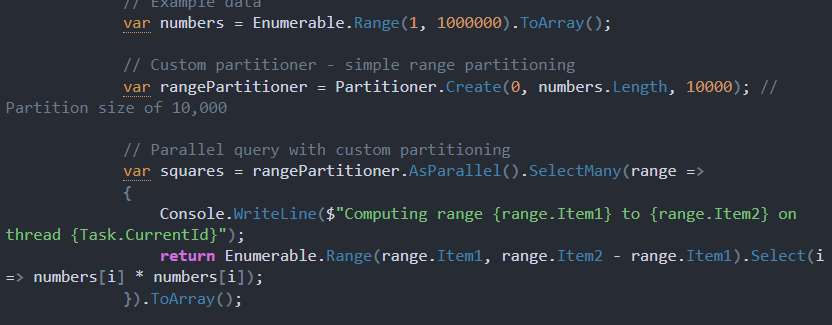 // Example data
var numbers = Enumerable.Range(1, 1000000).ToArray();
// Custom partitioner - simple range partitioning
var rangePartitioner = Partitioner.Create(0, numbers.Length, 10000); //
Partition size of 10,000
// Parallel query with custom partitioning
var squares = rangePartitioner.AsParallel().SelectMany(range =>
{
Console.WriteLine($"Computing range {range.Item1} to {range.Item2} on
thread {Task.CurrentId}");
return Enumerable.Range(range.Item1, range.Item2 - range.Item1).Select(i
=> numbers[i] * numbers[i]);
}).ToArray();